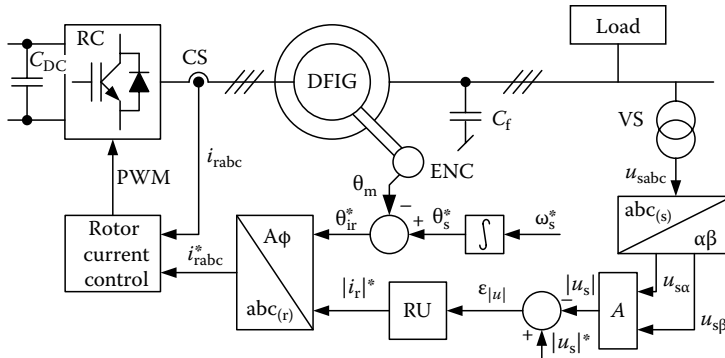 RC
C_DC
CS
DFIG
Load
C_f
VS
ENC
i_rabc
PWM
θ_m
u_sabc
Rotor
current
control
i*_rabc
Aϕ
abc_(r)
θ*_ir
−
+
θ*_s
∫
ω*_s
abc_(s)
αβ
|i_r|*
RU
ε_|u|
−
+
|u_s|
|u_s|*
A
u_sα
u_sβ